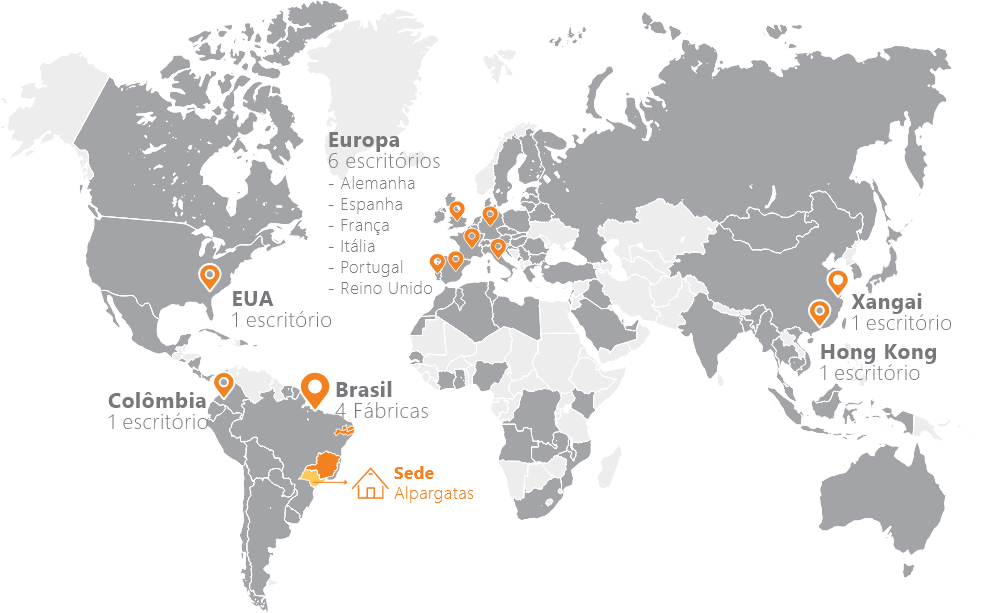 Europa
6 escritórios
- Alemanha
- Espanha
- França
- Itália
- Portugal
- Reino Unido
EUA
1 escritório
Xangai
1 escritório
Hong Kong
1 escritório
Colômbia
1 escritório
Brasil
4 Fábricas
Sede
Alpargatas